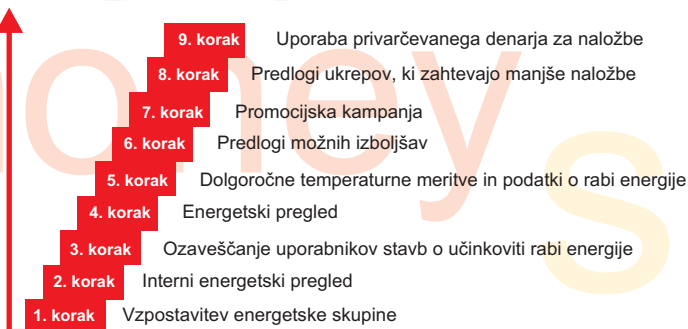 9. korak Uporaba privarčevanega denarja za naložbe
8. korak Predlogi ukrepov, ki zahtevajo manjše naložbe
7. korak Promocijska kampanja
6. korak Predlogi možnih izboljšav
5. korak Dolgoročne temperaturne meritve in podatki o rabi energije
4. korak Energetski pregled
3. korak Ozaveščanje uporabnikov stavb o učinkoviti rabi energije
2. korak Interni energetski pregled
1. korak Vzpostavitev energetske skupine
money
s